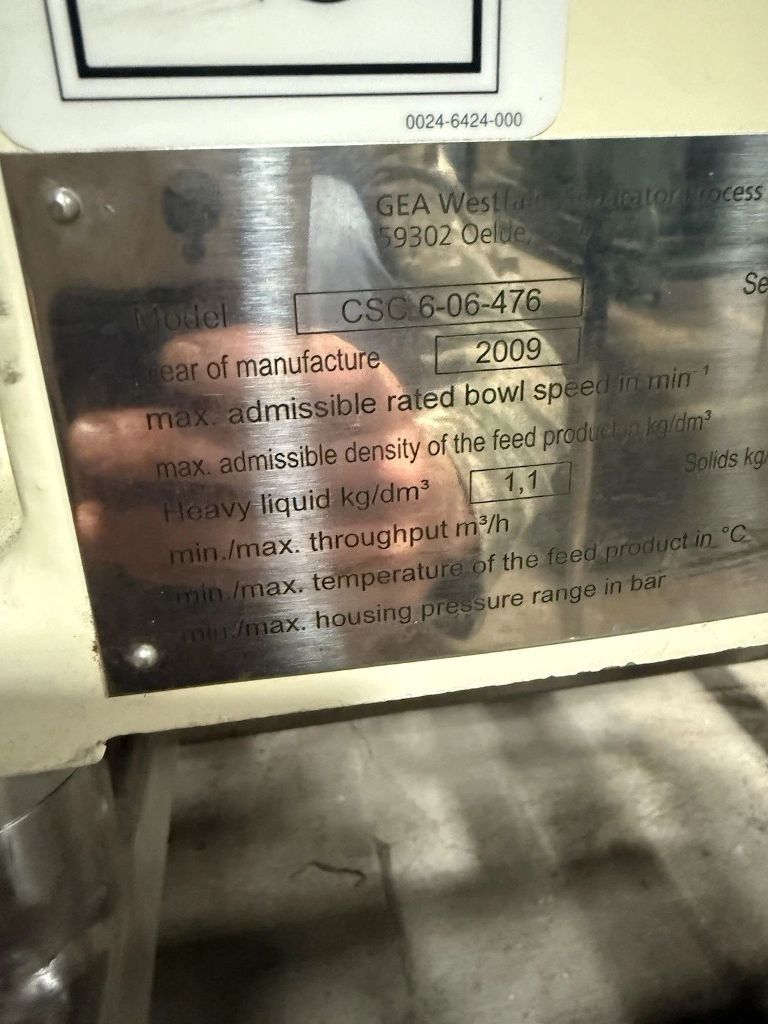 0024-6424-000
GEA Westfalia Separator Process
59302 Oelde,
Se
Model CSC 6-06-476
ear of manufacture 2009
max. admissible rated bowl speed in min⁻¹
max. admissible density of the feed product in kg/dm³
Heavy liquid kg/dm³ 1,1 Solids kg/
min./max. throughput m³/h
min./max. temperature of the feed product in °C
min./max. housing pressure range in bar